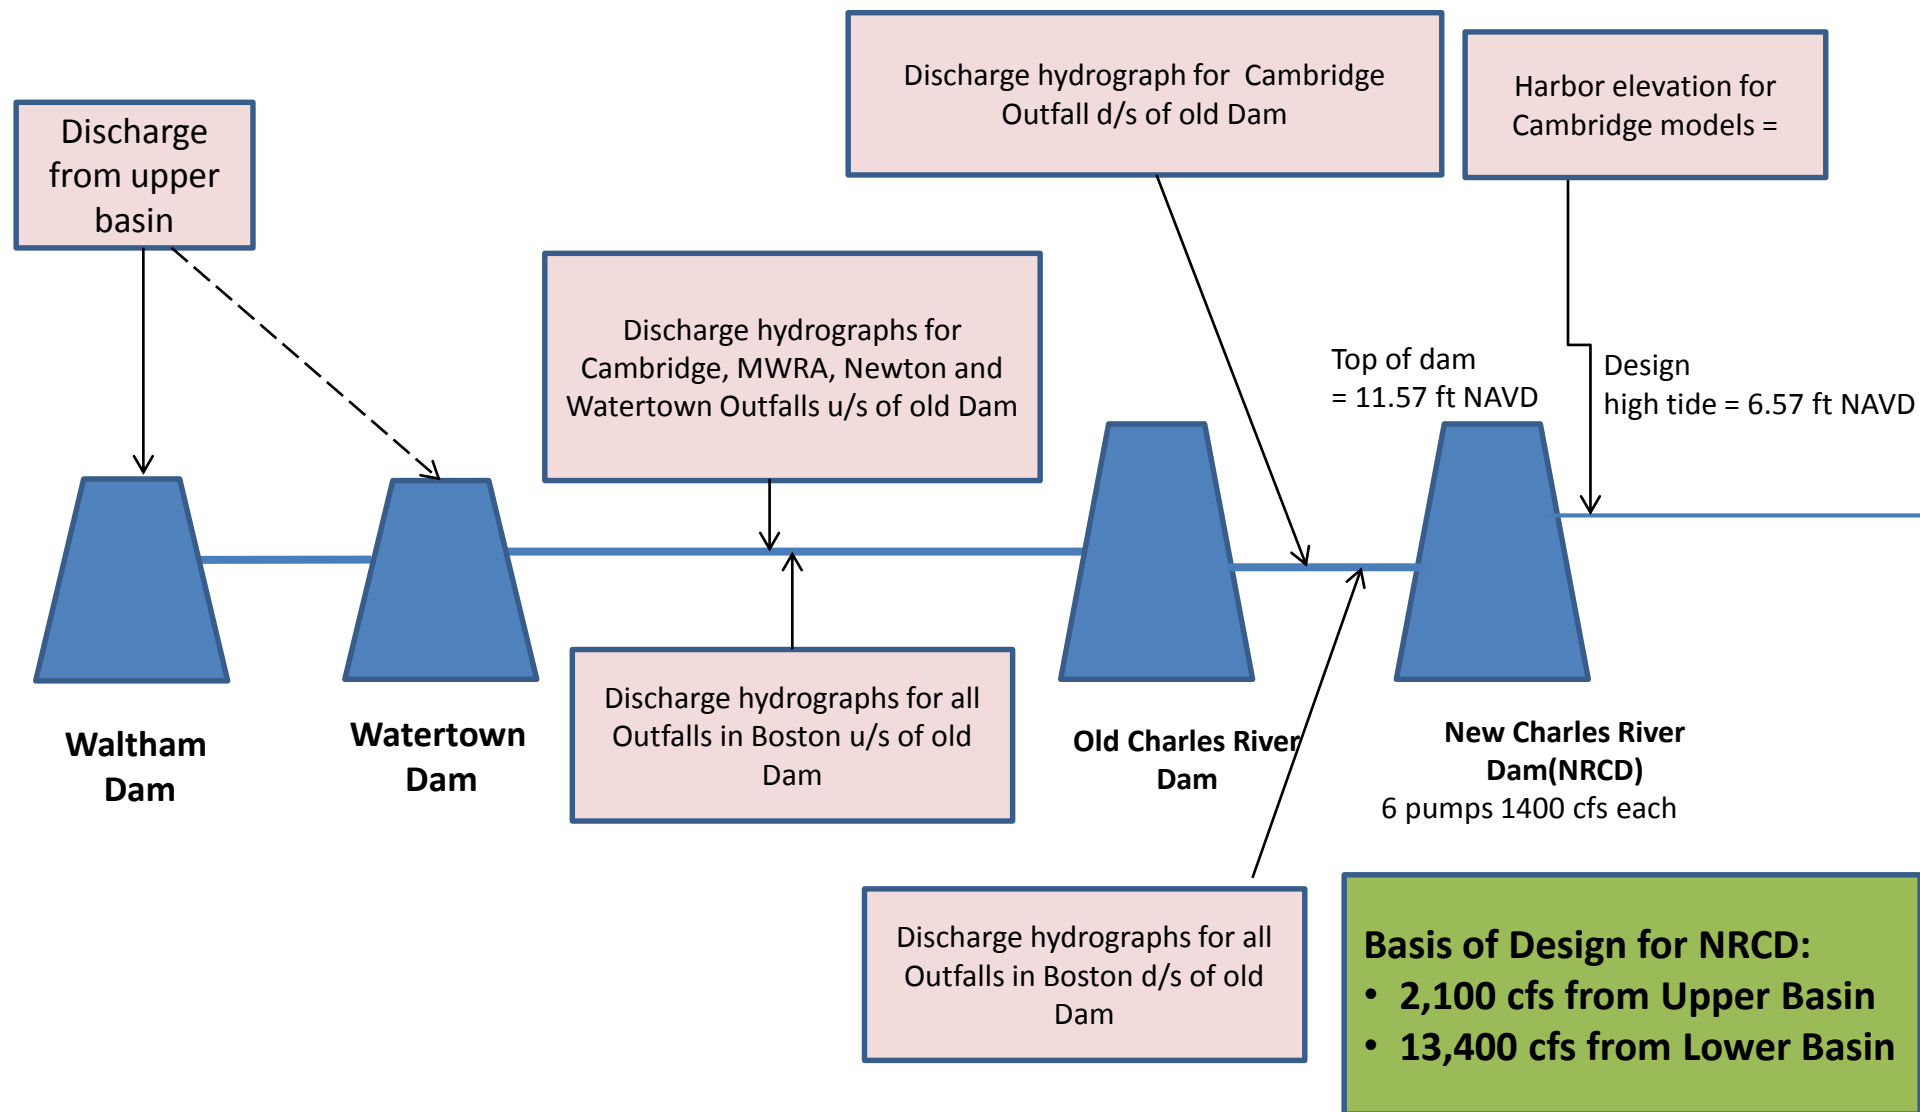 Discharge
from upper
basin
Discharge hydrograph for  Cambridge
Outfall d/s of old Dam
Harbor elevation for
Cambridge models =
Discharge hydrographs for
Cambridge, MWRA, Newton and
Watertown Outfalls u/s of old Dam
Top of dam
= 11.57 ft NAVD
Design
high tide = 6.57 ft NAVD
Waltham
Dam
Watertown
Dam
Discharge hydrographs for all
Outfalls in Boston u/s of old
Dam
Old Charles River
Dam
New Charles River
Dam(NRCD)
6 pumps 1400 cfs each
Discharge hydrographs for all
Outfalls in Boston d/s of old
Dam
Basis of Design for NRCD:
• 2,100 cfs from Upper Basin
• 13,400 cfs from Lower Basin